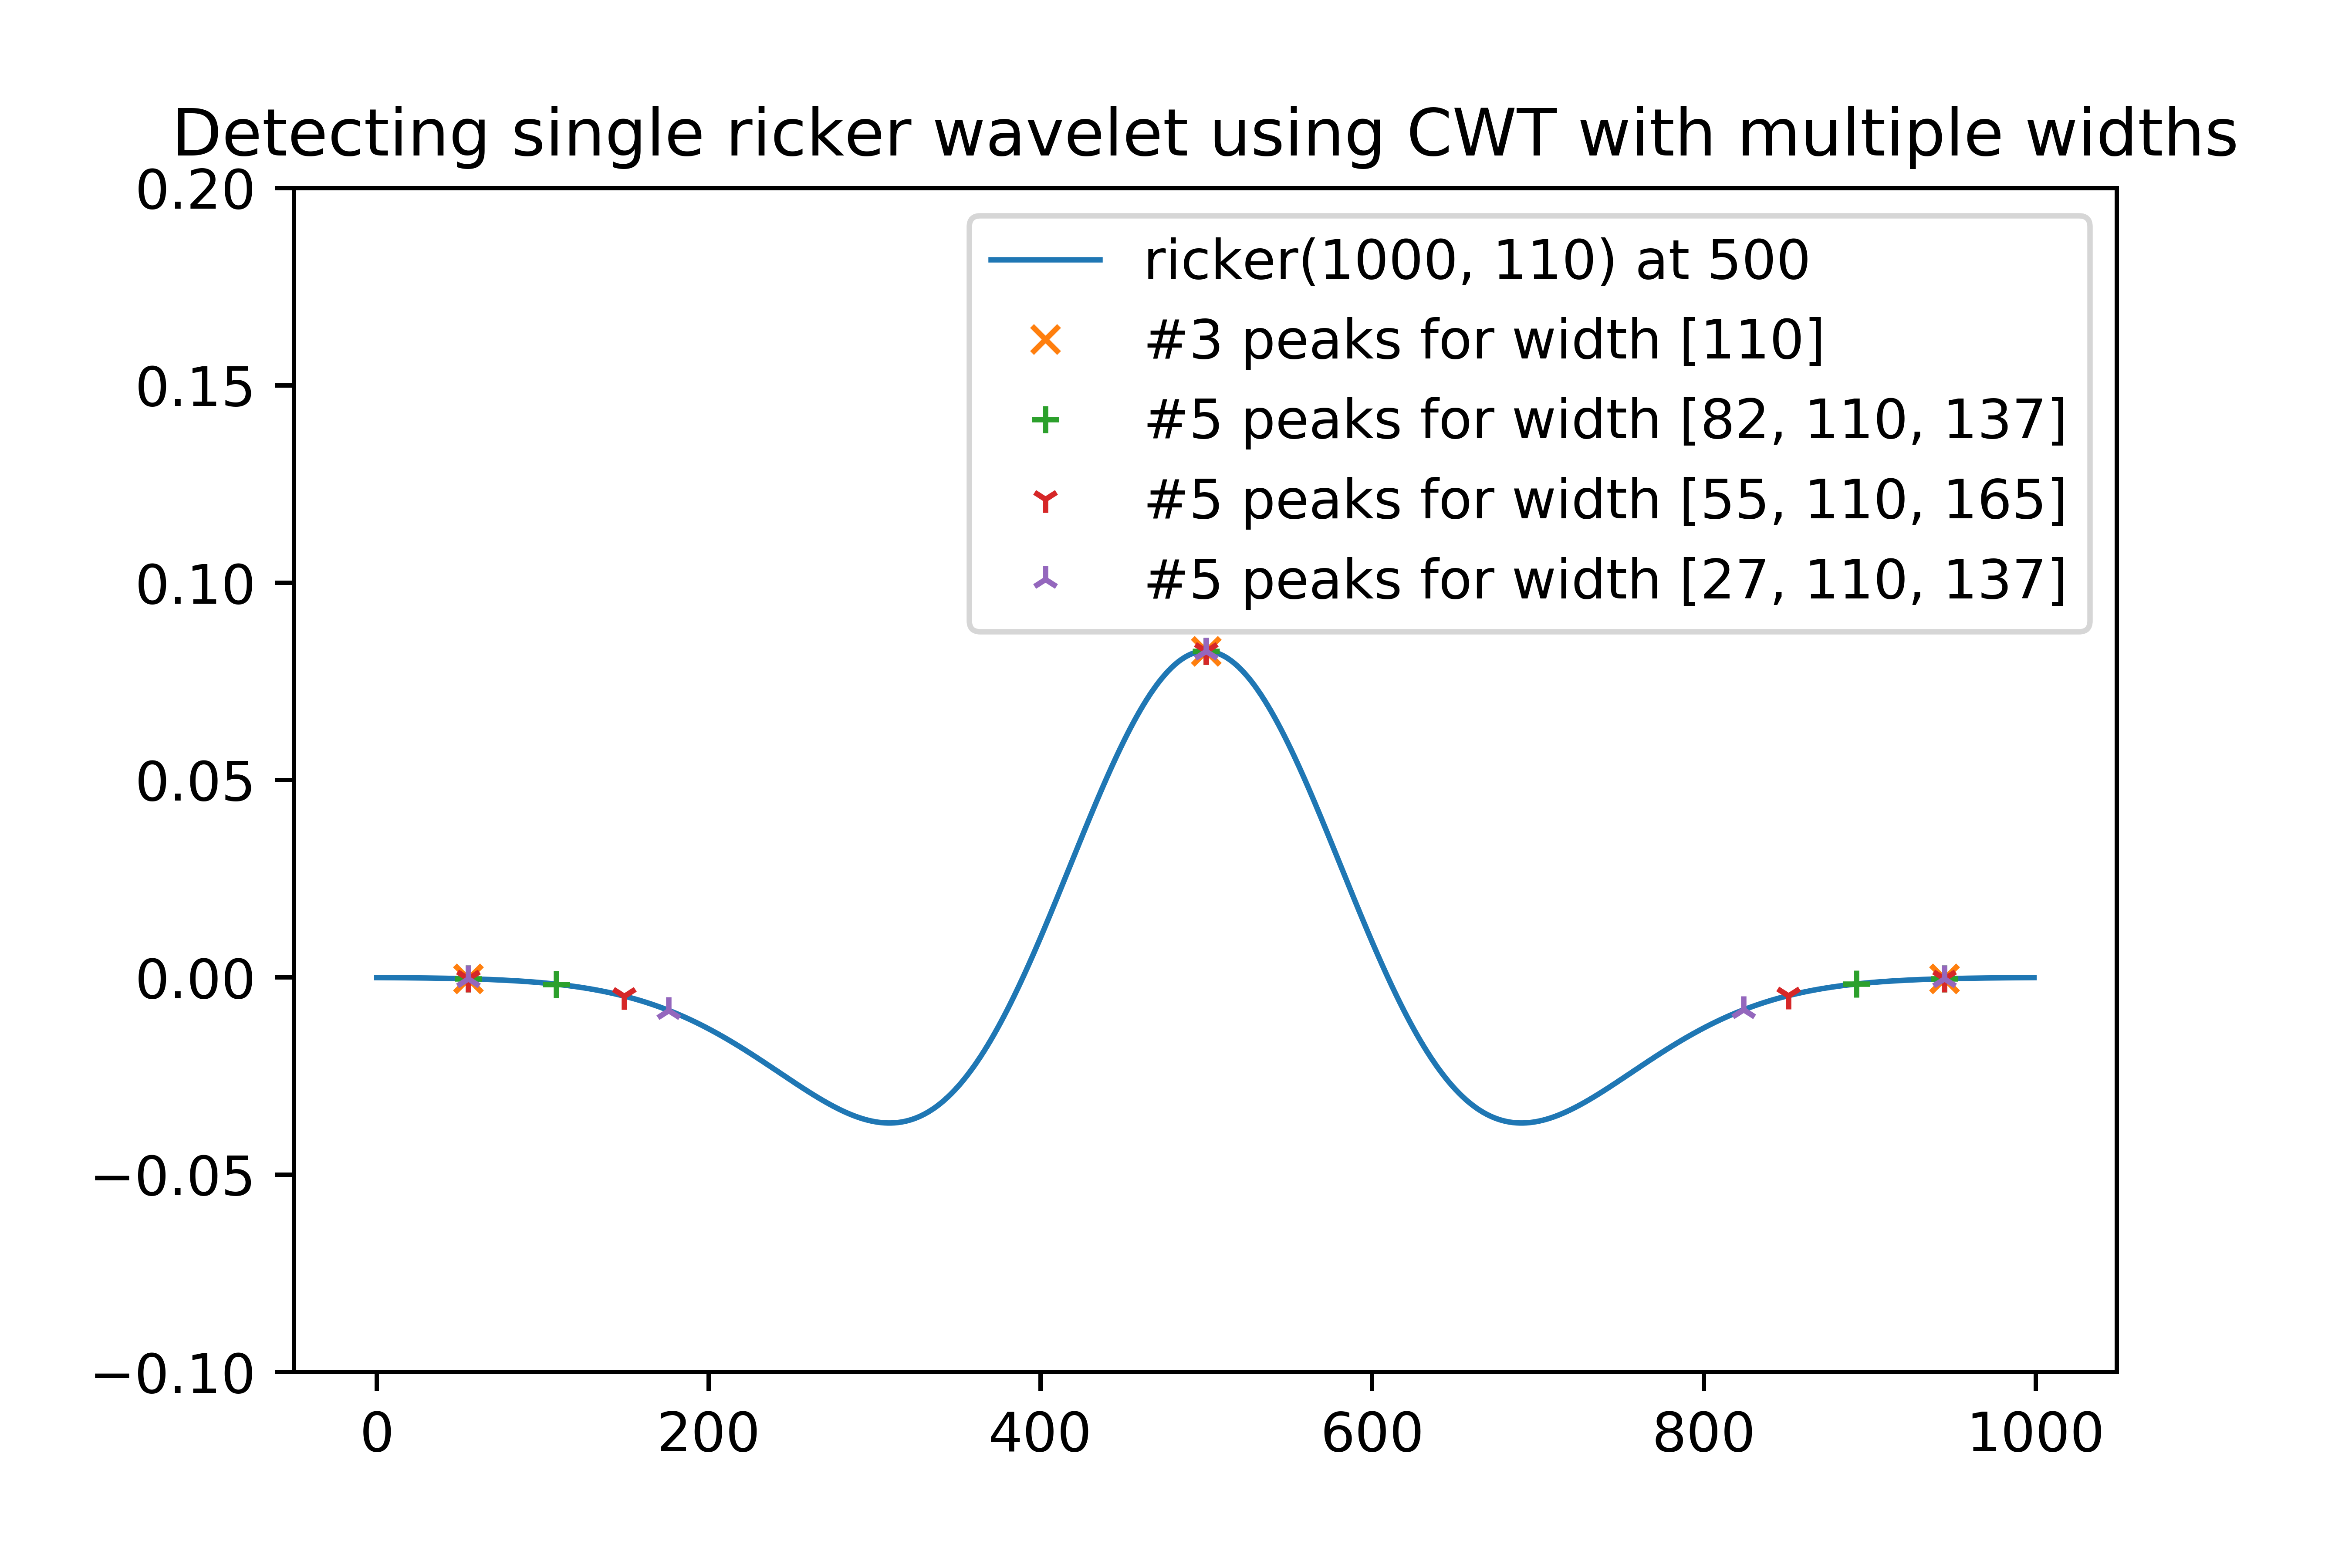 Detecting single ricker wavelet using CWT with multiple widths
0.20
0.15
0.10
0.05
0.00
−0.05
−0.10
ricker(1000, 110) at 500
#3 peaks for width [110]
#5 peaks for width [82, 110, 137]
#5 peaks for width [55, 110, 165]
#5 peaks for width [27, 110, 137]
0 200 400 600 800 1000